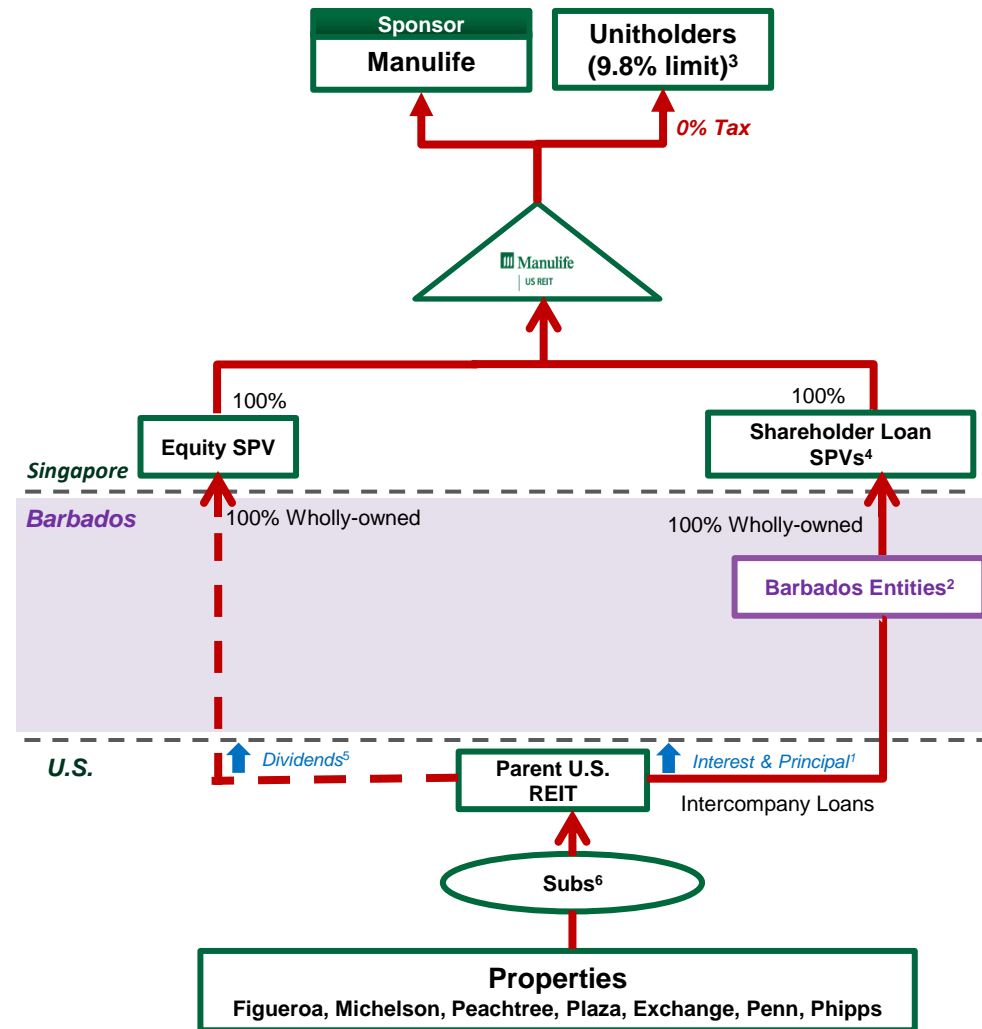 Sponsor
Manulife
Unitholders
(9.8% limit)³
0% Tax
Manulife
US REIT
100%
100%
Equity SPV
Shareholder Loan
SPVs⁴
Singapore
Barbados
100% Wholly-owned
100% Wholly-owned
Barbados Entities²
U.S.
Dividends⁵
Parent U.S.
REIT
Interest & Principal¹
Intercompany Loans
Subs⁶
Properties
Figueroa, Michelson, Peachtree, Plaza, Exchange, Penn, Phipps